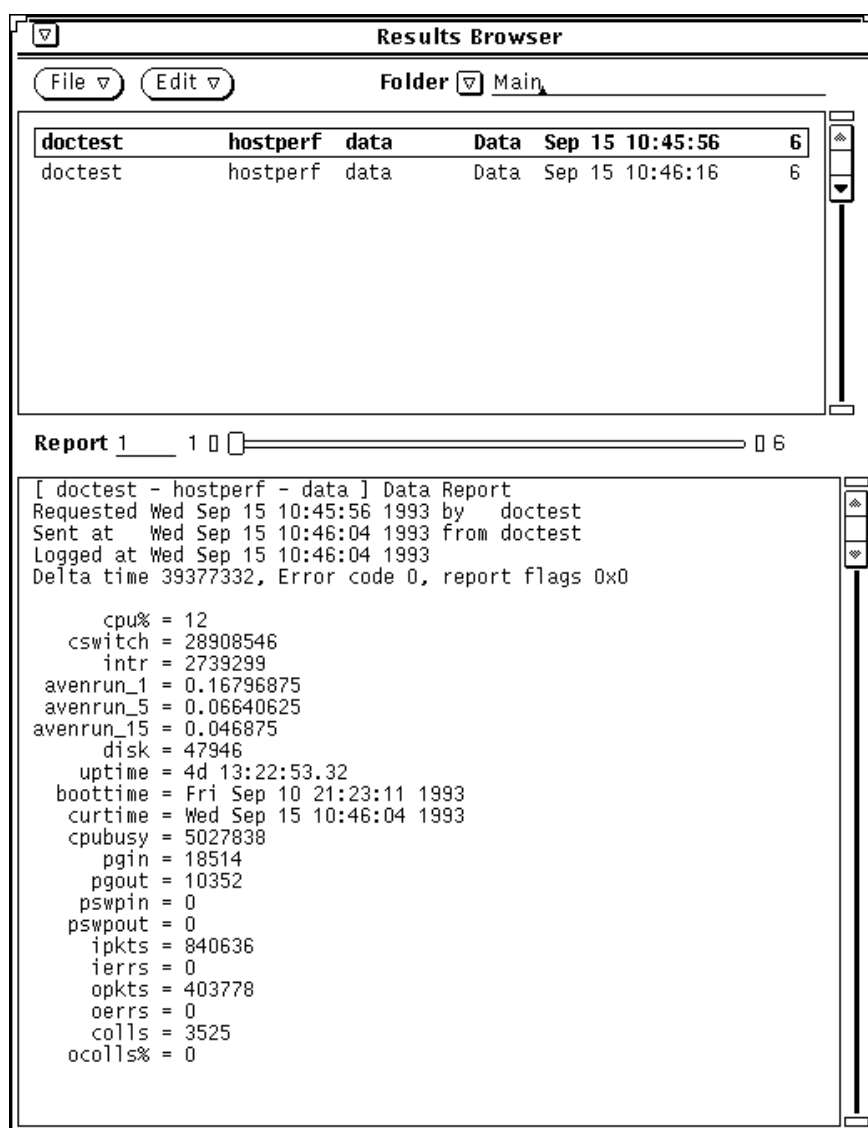 Results Browser
File Edit Folder Main
doctest hostperf data Data Sep 15 10:45:56 6
doctest hostperf data Data Sep 15 10:46:16 6
Report 1 1 6
[ doctest - hostperf - data ] Data Report
Requested Wed Sep 15 10:45:56 1993 by doctest
Sent at Wed Sep 15 10:46:04 1993 from doctest
Logged at Wed Sep 15 10:46:04 1993
Delta time 39377332, Error code 0, report flags 0x0
cpu% = 12
cswitch = 28908546
intr = 2739299
avenrun_1 = 0.16796875
avenrun_5 = 0.06640625
avenrun_15 = 0.046875
disk = 47946
uptime = 4d 13:22:53.32
boottime = Fri Sep 10 21:23:11 1993
curtime = Wed Sep 15 10:46:04 1993
cpubusy = 5027838
pgin = 18514
pgout = 10352
pswpin = 0
pswpout = 0
ipkts = 840636
ierrs = 0
opkts = 403778
oerrs = 0
colls = 3525
ocolls% = 0